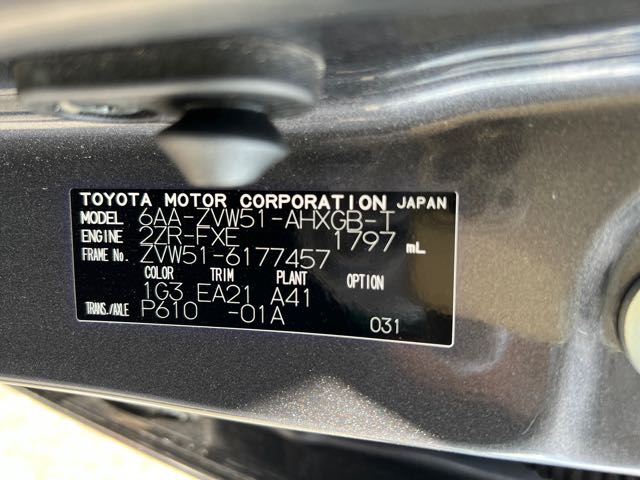 TOYOTA MOTOR CORPORATION JAPAN
MODEL 6AA-ZVW51-AHXGB-T
ENGINE 2ZR-FXE 1797 mL
FRAME No. ZVW51-6177457
COLOR TRIM PLANT OPTION
1G3 EA21 A41
TRANS./AXLE P610 -01A 031